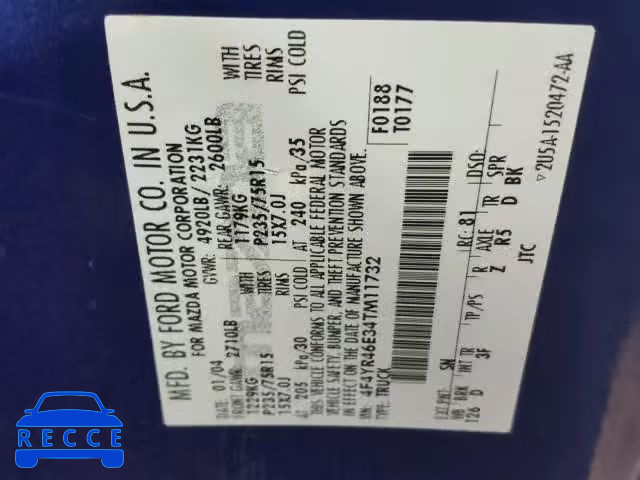 MFD. BY FORD MOTOR CO. IN U.S.A.
FOR MAZDA MOTOR CORPORATION
DATE: 01/04 GVWR: 4920LB/2231KG
FRONT GAWR: 2710LB REAR GAWR: 2600LB
1229KG WITH 1179KG WITH
P235/75R15 TIRES P235/75R15 TIRES
15X7.0J RIMS 15X7.0J RIMS
AT 205 kPa/30 PSI COLD AT 240 kPa/35 PSI COLD
THIS VEHICLE CONFORMS TO ALL APPLICABLE FEDERAL MOTOR
VEHICLE SAFETY, BUMPER, AND THEFT PREVENTION STANDARDS
IN EFFECT ON THE DATE OF MANUFACTURE SHOWN ABOVE.
VIN: 4F4YR46E34TM11732 F0188
TYPE: TRUCK T0177
EXT PNT: SN RC: 81 DSO:
WB BRK INT TR TP/PS R AXLE TR SPR
126 D 3F Z R5 D BK
JTC
▽2U5A-1520472-AA
RECCE